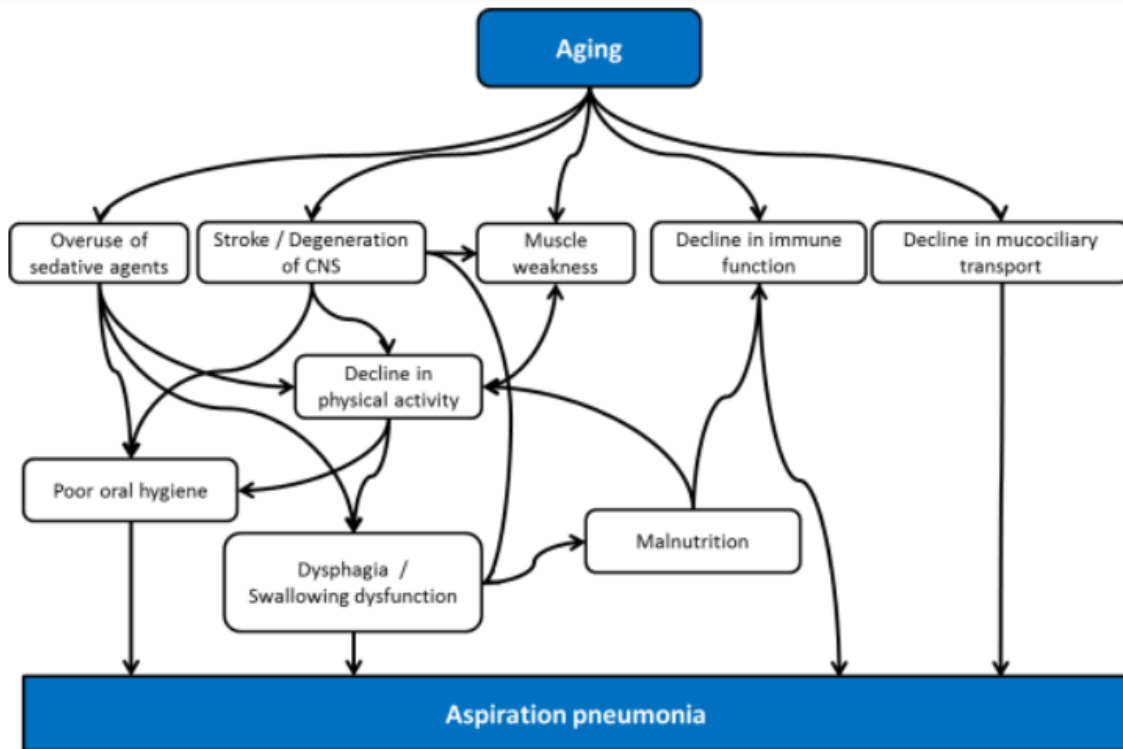 Aging
Overuse of
sedative agents
Stroke / Degeneration
of CNS
Muscle
weakness
Decline in immune
function
Decline in mucociliary
transport
Decline in
physical activity
Poor oral hygiene
Dysphagia /
Swallowing dysfunction
Malnutrition
Aspiration pneumonia